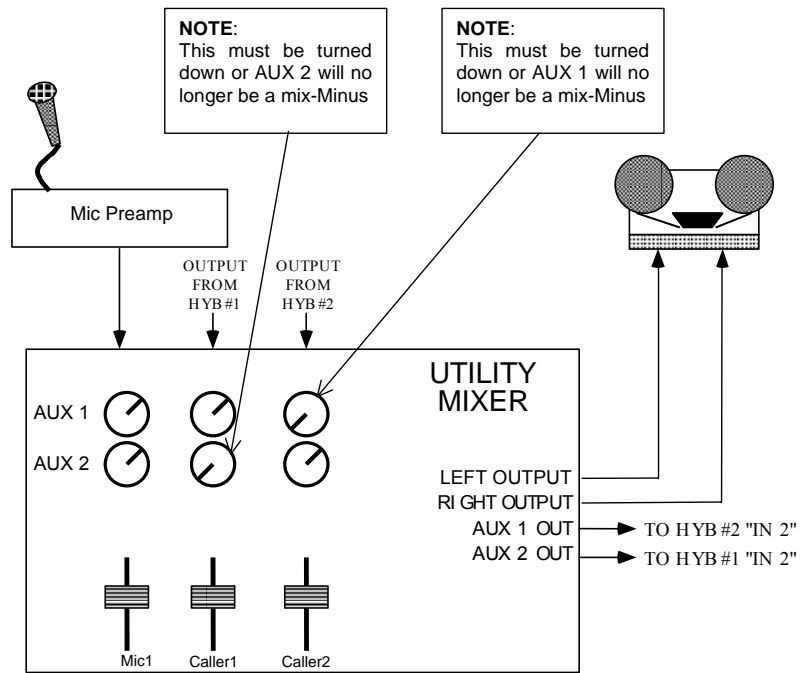 NOTE:
This must be turned
down or AUX 2 will no
longer be a mix-Minus
NOTE:
This must be turned
down or AUX 1 will no
longer be a mix-Minus
Mic Preamp
OUTPUT
FROM
HYB #1
OUTPUT
FROM
HYB #2
UTILITY
MIXER
AUX 1
AUX 2
LEFT OUTPUT
RIGHT OUTPUT
AUX 1 OUT
TO HYB #2 "IN 2"
AUX 2 OUT
TO HYB #1 "IN 2"
Mic1
Caller1
Caller2